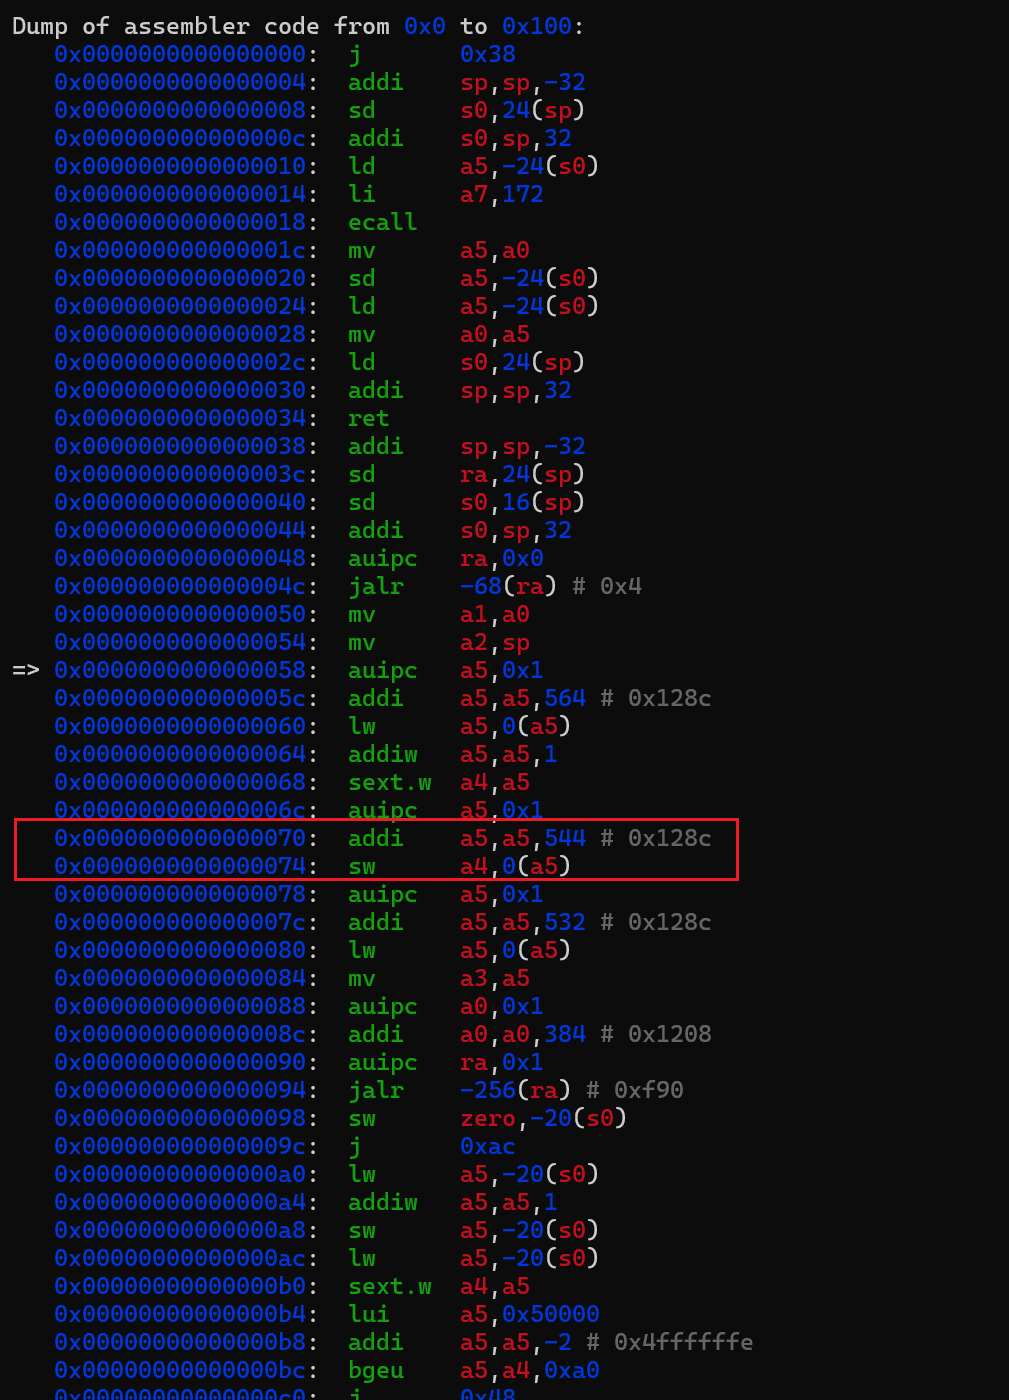 Dump of assembler code from 0x0 to 0x100:
0x0000000000000000: j 0x38
0x0000000000000004: addi sp,sp,-32
0x0000000000000008: sd s0,24(sp)
0x000000000000000c: addi s0,sp,32
0x0000000000000010: ld a5,-24(s0)
0x0000000000000014: li a7,172
0x0000000000000018: ecall
0x000000000000001c: mv a5,a0
0x0000000000000020: sd a5,-24(s0)
0x0000000000000024: ld a5,-24(s0)
0x0000000000000028: mv a0,a5
0x000000000000002c: ld s0,24(sp)
0x0000000000000030: addi sp,sp,32
0x0000000000000034: ret
0x0000000000000038: addi sp,sp,-32
0x000000000000003c: sd ra,24(sp)
0x0000000000000040: sd s0,16(sp)
0x0000000000000044: addi s0,sp,32
0x0000000000000048: auipc ra,0x0
0x000000000000004c: jalr -68(ra) # 0x4
0x0000000000000050: mv a1,a0
0x0000000000000054: mv a2,sp
=> 0x0000000000000058: auipc a5,0x1
0x000000000000005c: addi a5,a5,564 # 0x128c
0x0000000000000060: lw a5,0(a5)
0x0000000000000064: addiw a5,a5,1
0x0000000000000068: sext.w a4,a5
0x000000000000006c: auipc a5,0x1
0x0000000000000070: addi a5,a5,544 # 0x128c
0x0000000000000074: sw a4,0(a5)
0x0000000000000078: auipc a5,0x1
0x000000000000007c: addi a5,a5,532 # 0x128c
0x0000000000000080: lw a5,0(a5)
0x0000000000000084: mv a3,a5
0x0000000000000088: auipc a0,0x1
0x000000000000008c: addi a0,a0,384 # 0x1208
0x0000000000000090: auipc ra,0x1
0x0000000000000094: jalr -256(ra) # 0xf90
0x0000000000000098: sw zero,-20(s0)
0x000000000000009c: j 0xac
0x00000000000000a0: lw a5,-20(s0)
0x00000000000000a4: addiw a5,a5,1
0x00000000000000a8: sw a5,-20(s0)
0x00000000000000ac: lw a5,-20(s0)
0x00000000000000b0: sext.w a4,a5
0x00000000000000b4: lui a5,0x50000
0x00000000000000b8: addi a5,a5,-2 # 0x4ffffffe
0x00000000000000bc: bgeu a5,a4,0xa0
0x00000000000000c0: j 0x48